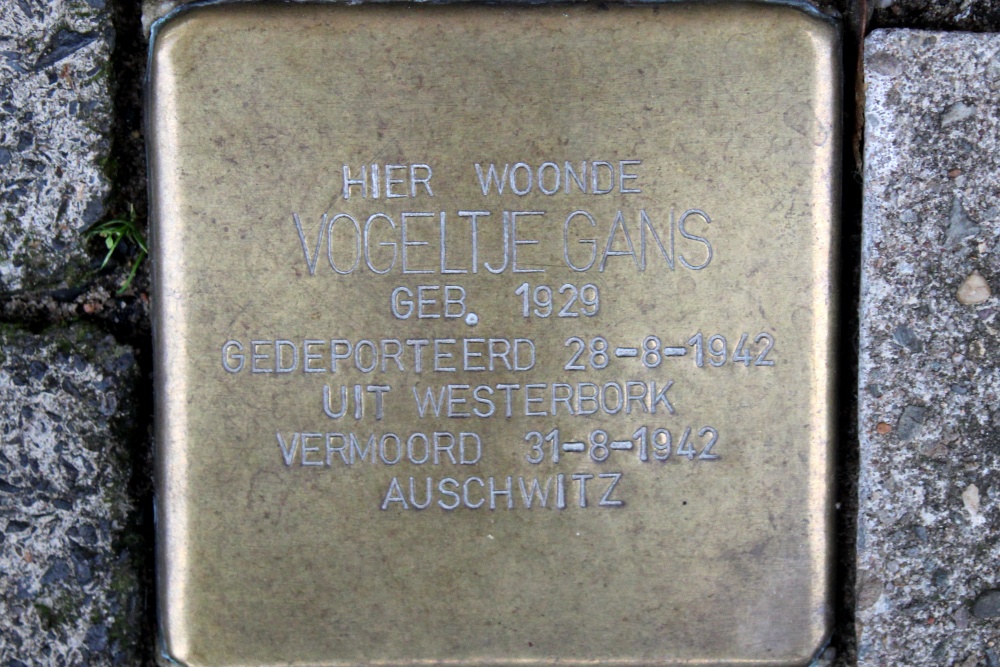 HIER WOONDE
VOGELTJE GANS
GEB. 1929
GEDEPORTEERD 28-8-1942
UIT WESTERBORK
VERMOORD 31-8-1942
AUSCHWITZ